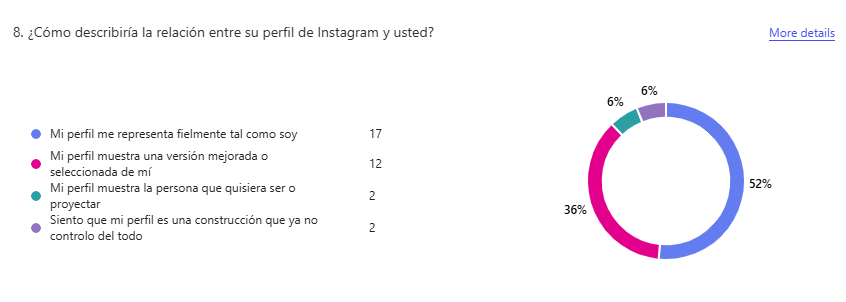 8. ¿Cómo describiría la relación entre su perfil de Instagram y usted?
More details
Mi perfil me representa fielmente tal como soy 17
Mi perfil muestra una versión mejorada o
seleccionada de mí 12
Mi perfil muestra la persona que quisiera ser o
proyectar 2
Siento que mi perfil es una construcción que ya no
controlo del todo 2
6%
6%
52%
36%